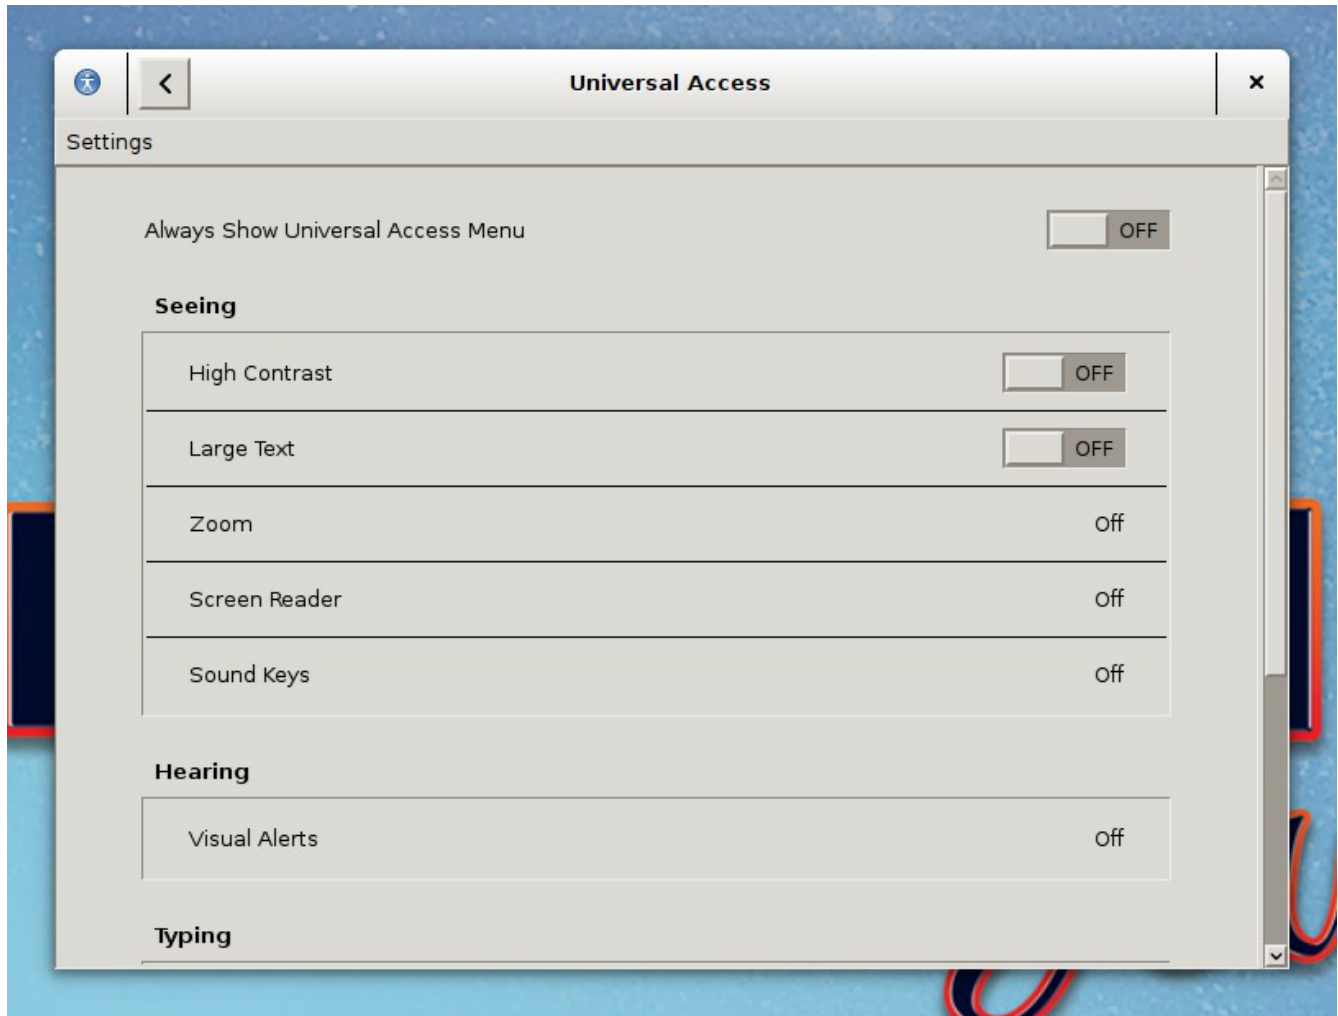 Universal Access
Settings
Always Show Universal Access Menu OFF
Seeing
High Contrast OFF
Large Text OFF
Zoom Off
Screen Reader Off
Sound Keys Off
Hearing
Visual Alerts Off
Typing